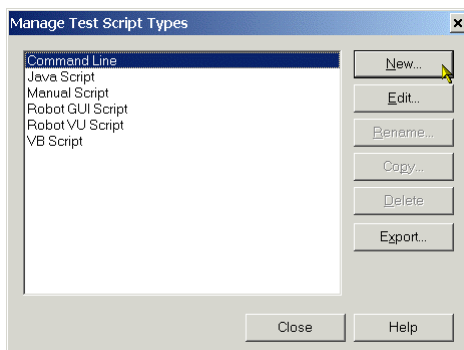 Manage Test Script Types
Command Line
Java Script
Manual Script
Robot GUI Script
Robot VU Script
VB Script
New...
Edit...
Rename...
Copy...
Delete
Export...
Close
Help